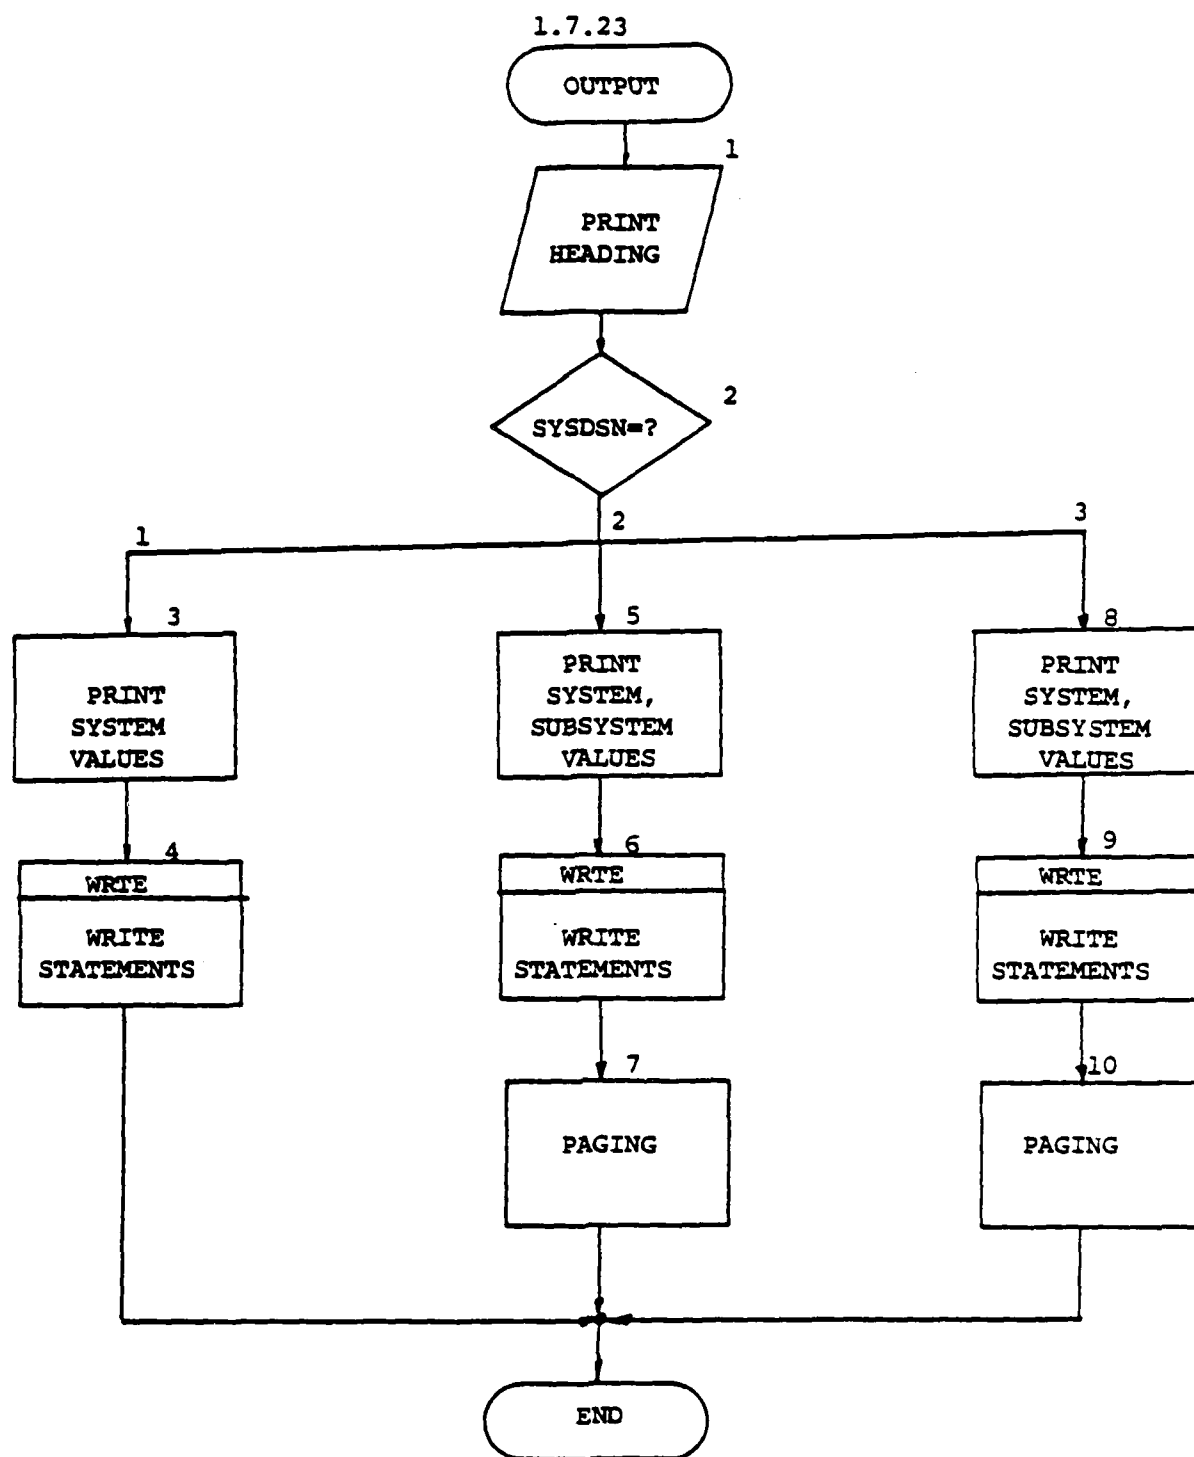 1.7.23
OUTPUT
1
PRINT
HEADING
2
SYSDSN=?
1
2
3
3
PRINT
SYSTEM
VALUES
5
PRINT
SYSTEM,
SUBSYSTEM
VALUES
8
PRINT
SYSTEM,
SUBSYSTEM
VALUES
4
WRTE
WRITE
STATEMENTS
6
WRTE
WRITE
STATEMENTS
9
WRTE
WRITE
STATEMENTS
7
PAGING
10
PAGING
END